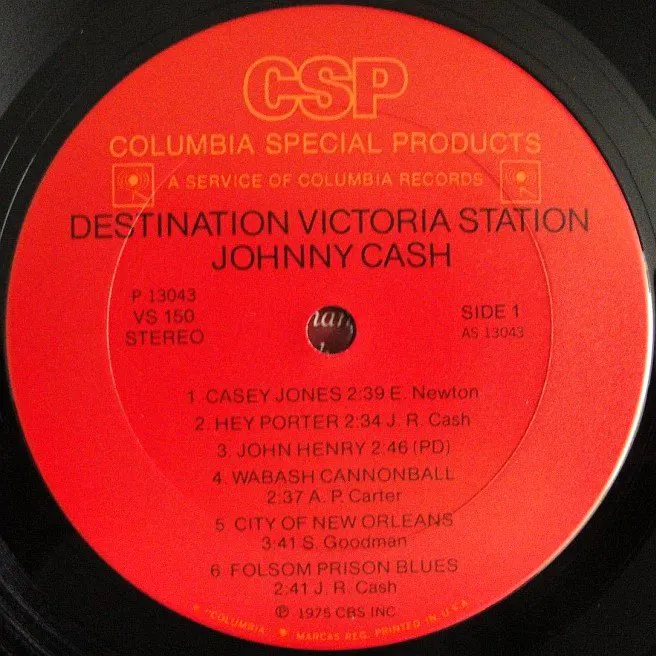 CSP
COLUMBIA SPECIAL PRODUCTS
A SERVICE OF COLUMBIA RECORDS
DESTINATION VICTORIA STATION
JOHNNY CASH
P 13043
VS 150
STEREO
SIDE 1
AS 13043
1. CASEY JONES 2:39 E. Newton
2. HEY PORTER 2:34 J. R. Cash
3. JOHN HENRY 2:46 (PD)
4. WABASH CANNONBALL
2:37 A. P. Carter
5 CITY OF NEW ORLEANS
3:41 S. Goodman
6 FOLSOM PRISON BLUES
2:41 J. R. Cash
℗ 1975 CBS INC
COLUMBIA, MARCAS REG. PRINTED IN U.S.A.